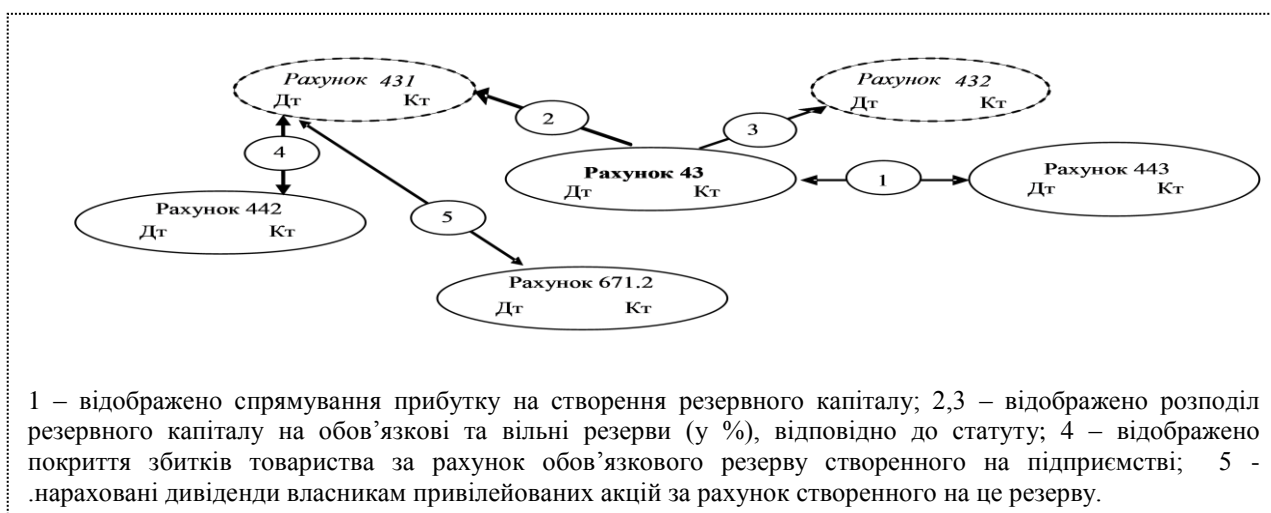 Рахунок 431
Дт Кт
Рахунок 432
Дт Кт
2
3
4
Рахунок 43
Дт Кт
1
Рахунок 443
Дт Кт
Рахунок 442
Дт Кт
5
Рахунок 671.2
Дт Кт
1 – відображено спрямування прибутку на створення резервного капіталу; 2,3 – відображено розподіл
резервного капіталу на обов’язкові та вільні резерви (у %), відповідно до статуту; 4 – відображено
покриття збитків товариства за рахунок обов’язкового резерву створенного на підприємстві; 5 -
.нараховані дивіденди власникам привілейованих акцій за рахунок створенного на це резерву.